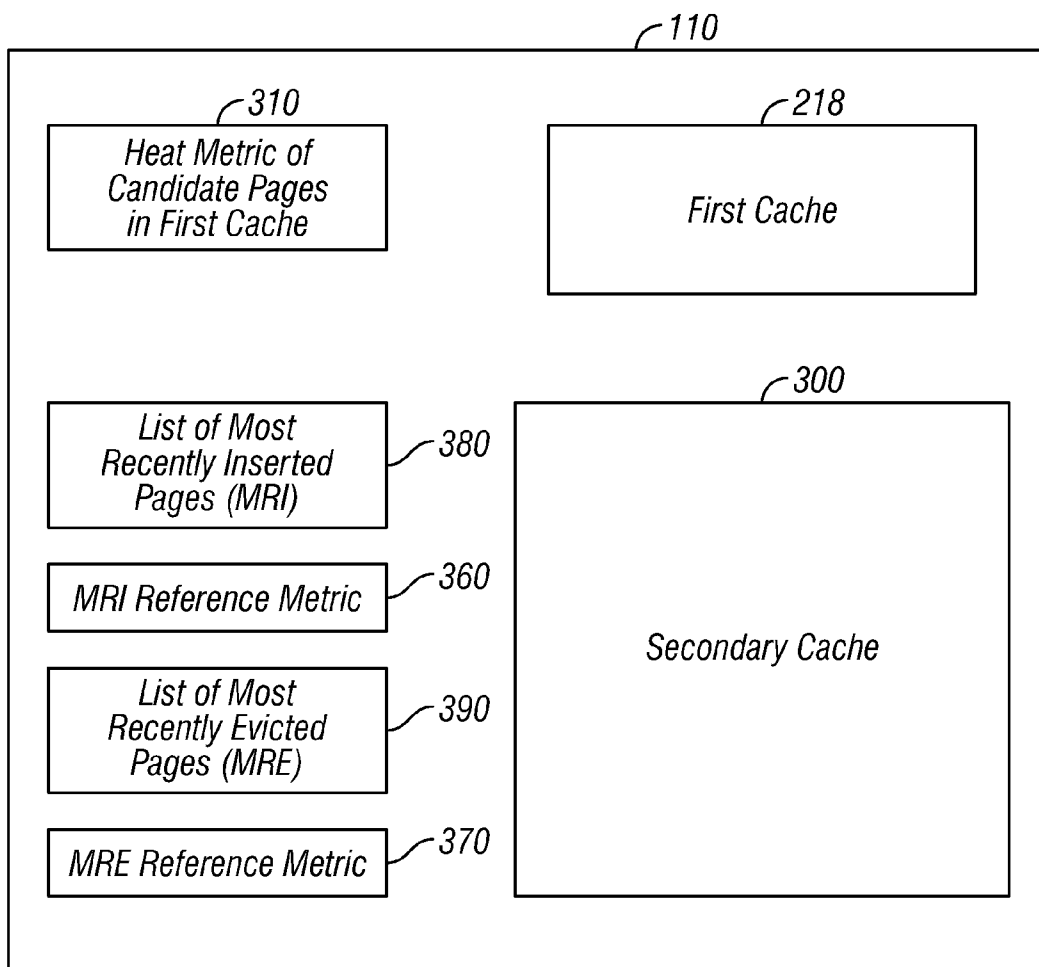 110
310
Heat Metric of
Candidate Pages
in First Cache
218
First Cache
List of Most
Recently Inserted
Pages (MRI)
380
MRI Reference Metric
360
List of Most
Recently Evicted
Pages (MRE)
390
MRE Reference Metric
370
300
Secondary Cache